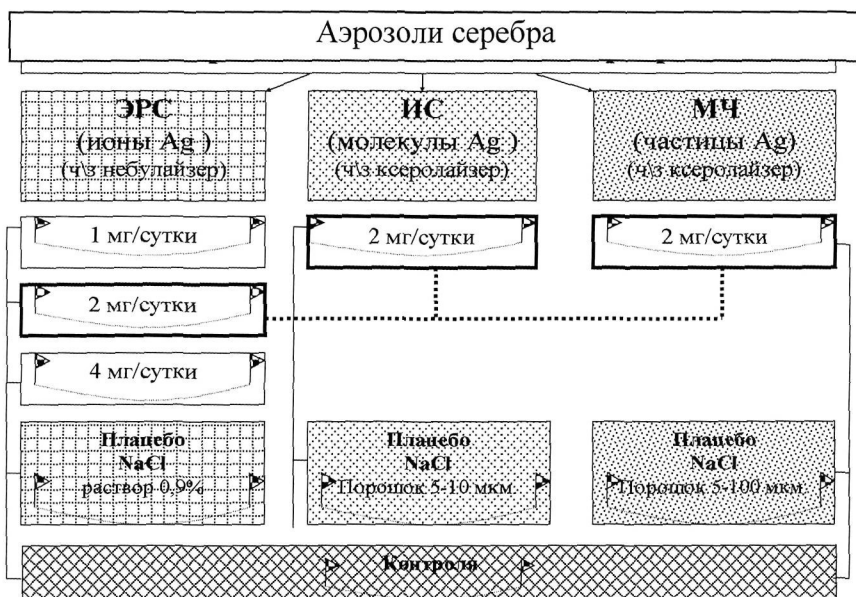 Аэрозоли серебра
ЭРС
(ионы Ag )
(ч\з небулайзер)
ИС
(молекулы Ag )
(ч\з ксеролайзер)
МЧ
(частицы Ag)
(ч\з ксеролайзер)
1 мг/сутки
2 мг/сутки
2 мг/сутки
2 мг/сутки
4 мг/сутки
Плацебо
NaCl
раствор 0,9%
Плацебо
NaCl
Порошок 5-10 мкм
Плацебо
NaCl
Порошок 5-100 мкм
Контроля